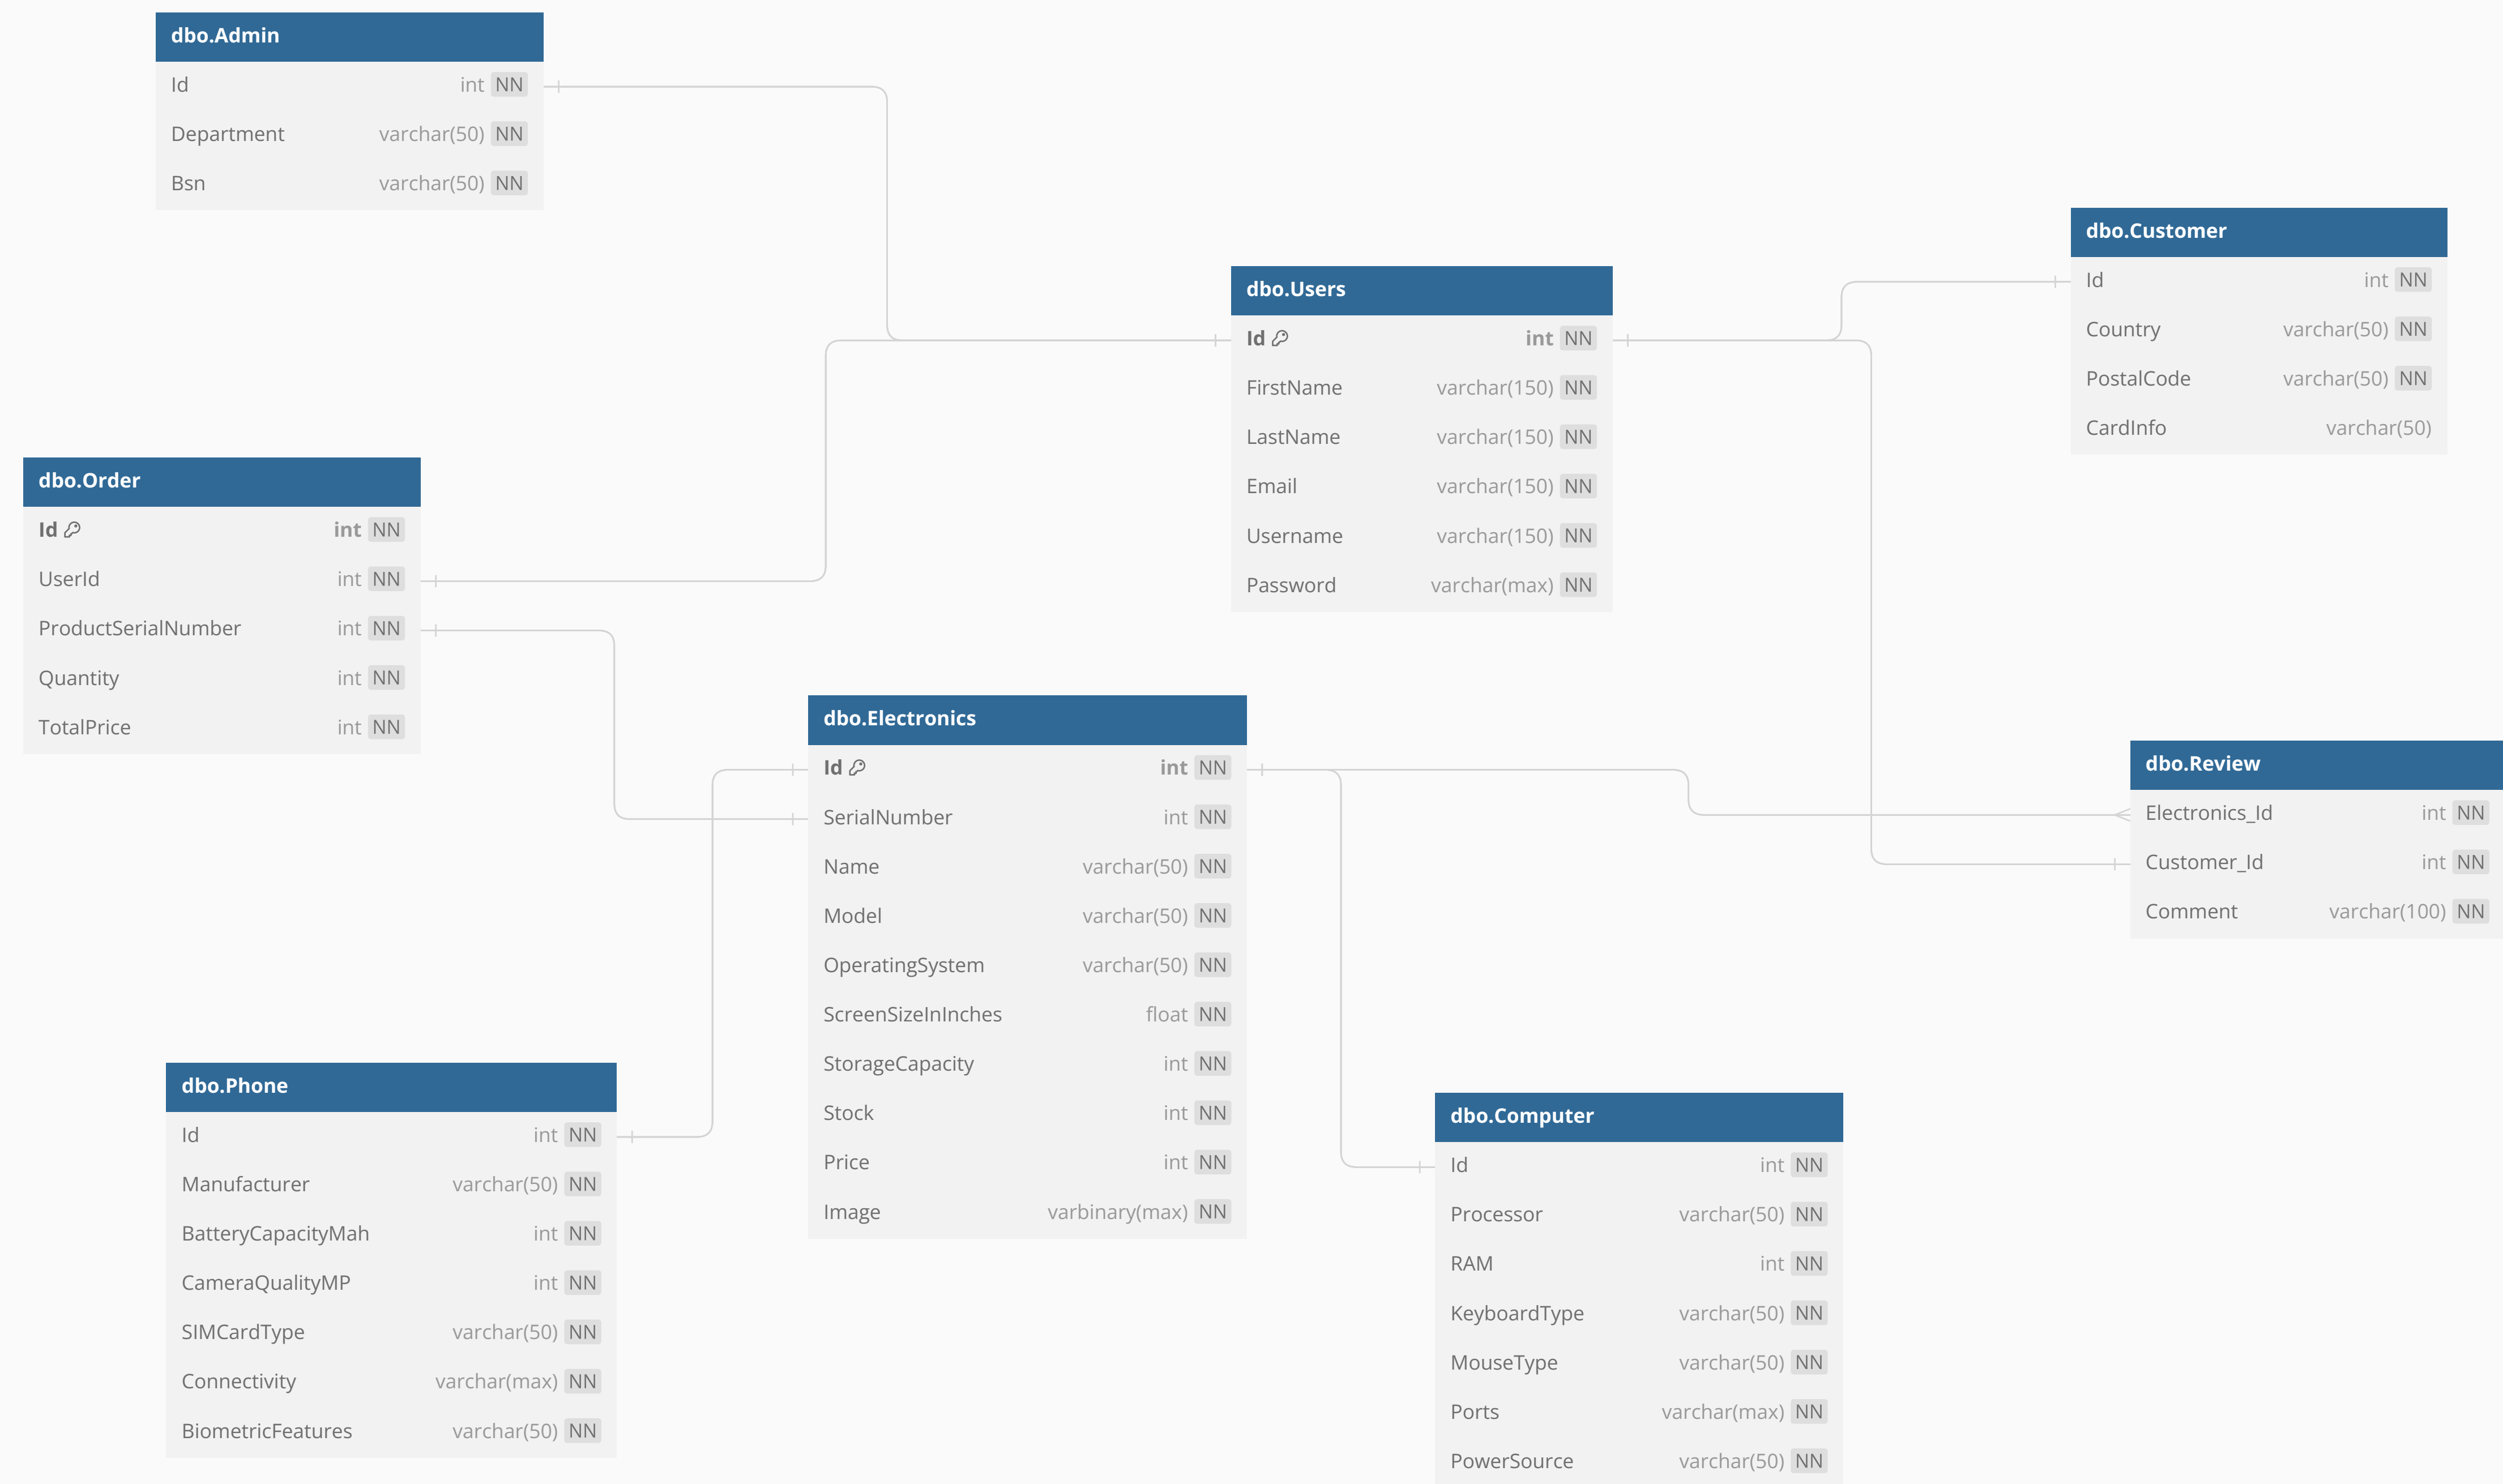 dbo.Admin
Id int NN
Department varchar(50) NN
Bsn varchar(50) NN
dbo.Customer
Id int NN
Country varchar(50) NN
PostalCode varchar(50) NN
CardInfo varchar(50)
dbo.Users
Id int NN
FirstName varchar(150) NN
LastName varchar(150) NN
Email varchar(150) NN
Username varchar(150) NN
Password varchar(max) NN
dbo.Order
Id int NN
UserId int NN
ProductSerialNumber int NN
Quantity int NN
TotalPrice int NN
dbo.Electronics
Id int NN
SerialNumber int NN
Name varchar(50) NN
Model varchar(50) NN
OperatingSystem varchar(50) NN
ScreenSizeInInches float NN
StorageCapacity int NN
Stock int NN
Price int NN
Image varbinary(max) NN
dbo.Review
Electronics_Id int NN
Customer_Id int NN
Comment varchar(100) NN
dbo.Phone
Id int NN
Manufacturer varchar(50) NN
BatteryCapacityMah int NN
CameraQualityMP int NN
SIMCardType varchar(50) NN
Connectivity varchar(max) NN
BiometricFeatures varchar(50) NN
dbo.Computer
Id int NN
Processor varchar(50) NN
RAM int NN
KeyboardType varchar(50) NN
MouseType varchar(50) NN
Ports varchar(max) NN
PowerSource varchar(50) NN